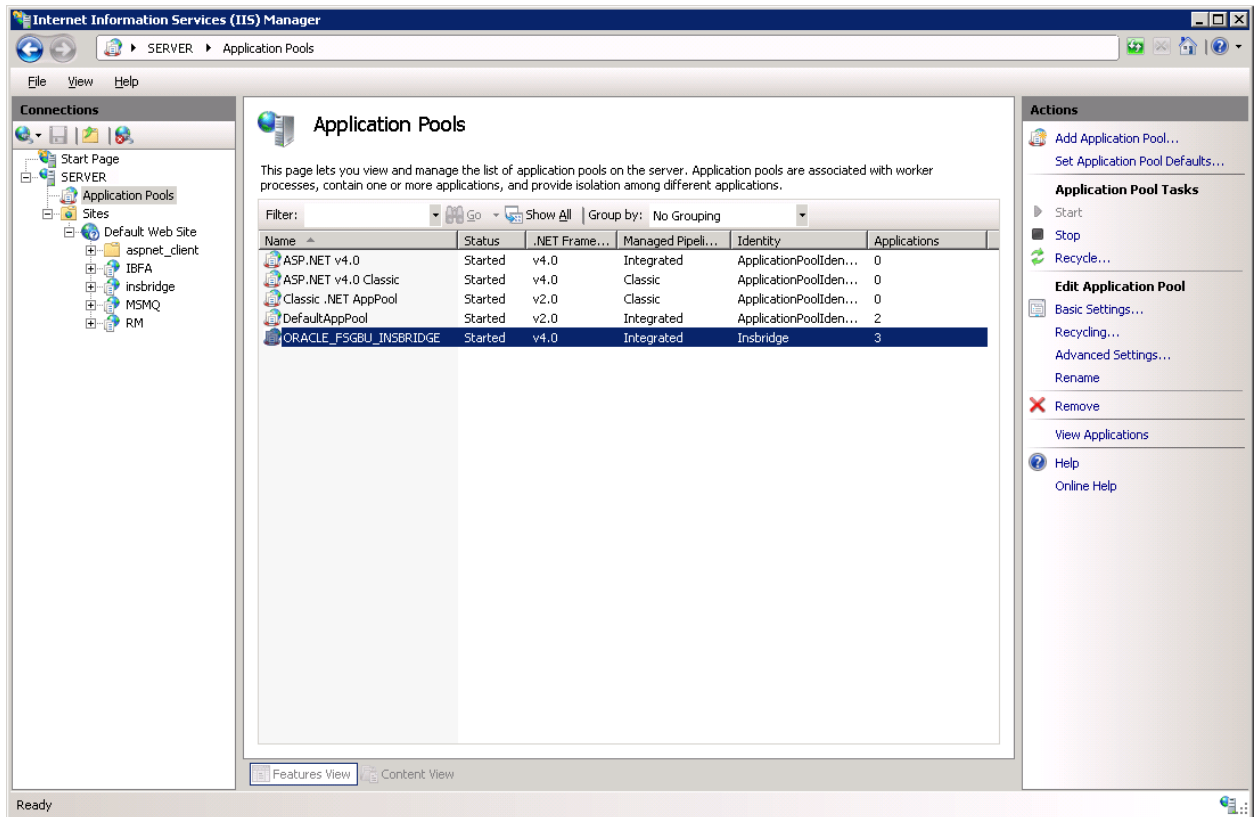 Internet Information Services (IIS) Manager
SERVER Application Pools
File View Help
Connections
Start Page
SERVER
Application Pools
Sites
Default Web Site
aspnet_client
IBFA
insbridge
MSMQ
RM
Application Pools
This page lets you view and manage the list of application pools on the server. Application pools are associated with worker
processes, contain one or more applications, and provide isolation among different applications.
Filter: Go Show All Group by: No Grouping
Name Status .NET Frame... Managed Pipeli... Identity Applications
ASP.NET v4.0 Started v4.0 Integrated ApplicationPoolIden... 0
ASP.NET v4.0 Classic Started v4.0 Classic ApplicationPoolIden... 0
Classic .NET AppPool Started v2.0 Classic ApplicationPoolIden... 0
DefaultAppPool Started v2.0 Integrated ApplicationPoolIden... 2
ORACLE_FSGBU_INSBRIDGE Started v4.0 Integrated Insbridge 3
Features View Content View
Actions
Add Application Pool...
Set Application Pool Defaults...
Application Pool Tasks
Start
Stop
Recycle...
Edit Application Pool
Basic Settings...
Recycling...
Advanced Settings...
Rename
Remove
View Applications
Help
Online Help
Ready